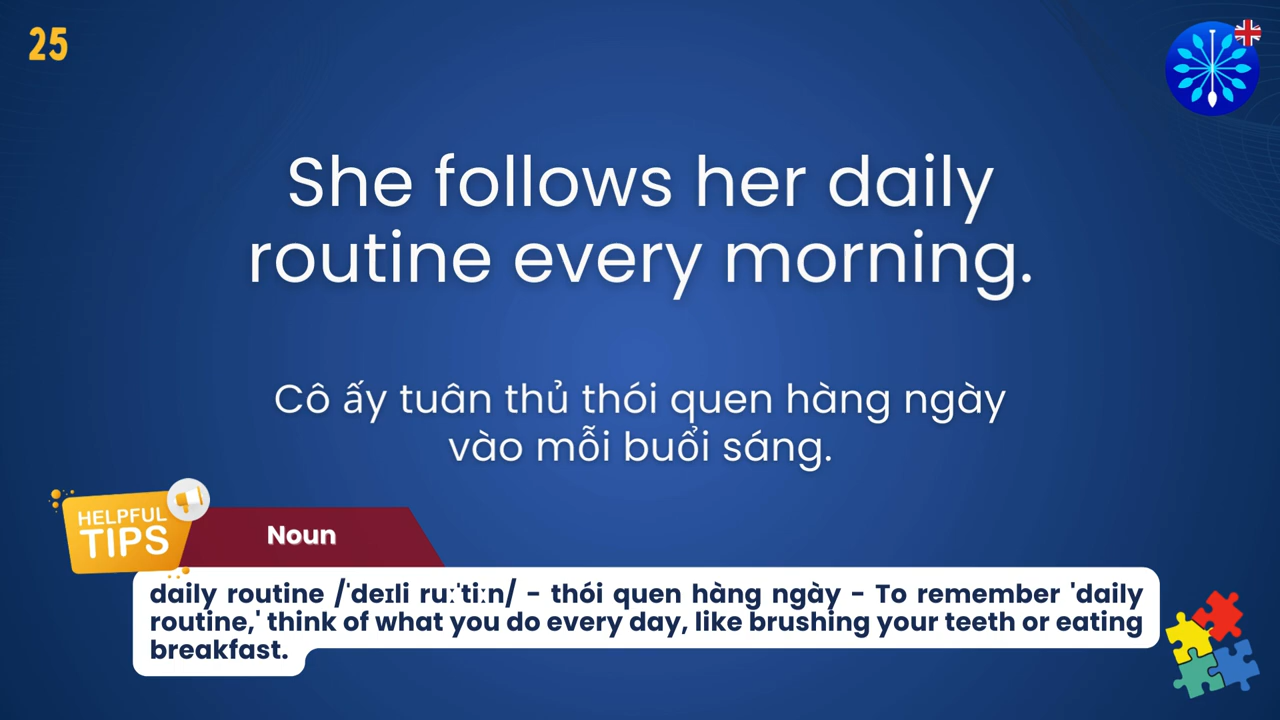 25
She follows her daily
routine every morning.
Cô ấy tuân thủ thói quen hàng ngày
vào mỗi buổi sáng.
HELPFUL
TIPS
Noun
daily routine /ˈdeɪli ruːˈtiːn/ - thói quen hàng ngày - To remember 'daily
routine,' think of what you do every day, like brushing your teeth or eating
breakfast.